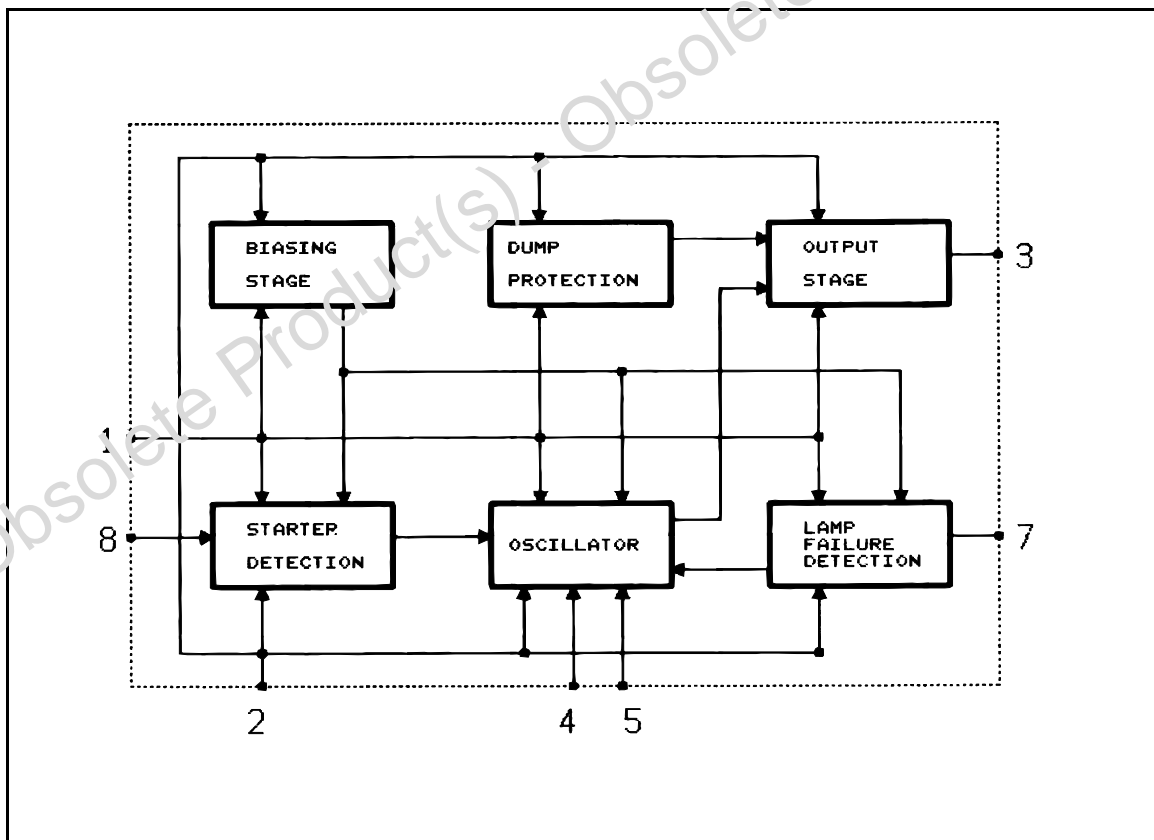 Obsolete Product(s) - Obsolete
BIASING
STAGE
DUMP
PROTECTION
OUTPUT
STAGE
3
1
8
STARTER
DETECTION
OSCILLATOR
LAMP
FAILURE
DETECTION
7
2
4
5